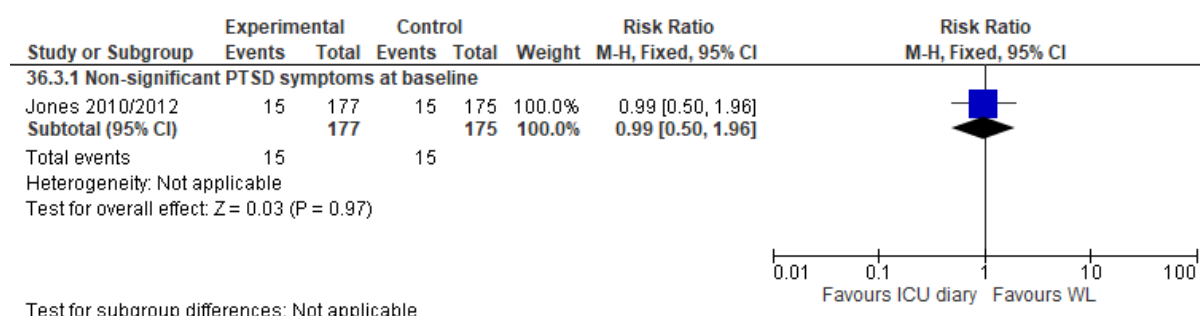 Experimental Control Risk Ratio Risk Ratio
Study or Subgroup Events Total Events Total Weight M-H, Fixed, 95% CI M-H, Fixed, 95% CI
36.3.1 Non-significant PTSD symptoms at baseline
Jones 2010/2012 15 177 15 175 100.0% 0.99 [0.50, 1.96]
Subtotal (95% CI) 177 175 100.0% 0.99 [0.50, 1.96]
Total events 15 15
Heterogeneity: Not applicable
Test for overall effect: Z = 0.03 (P = 0.97)
0.01 0.1 1 10 100
Favours ICU diary Favours WL
Test for subgroup differences: Not applicable